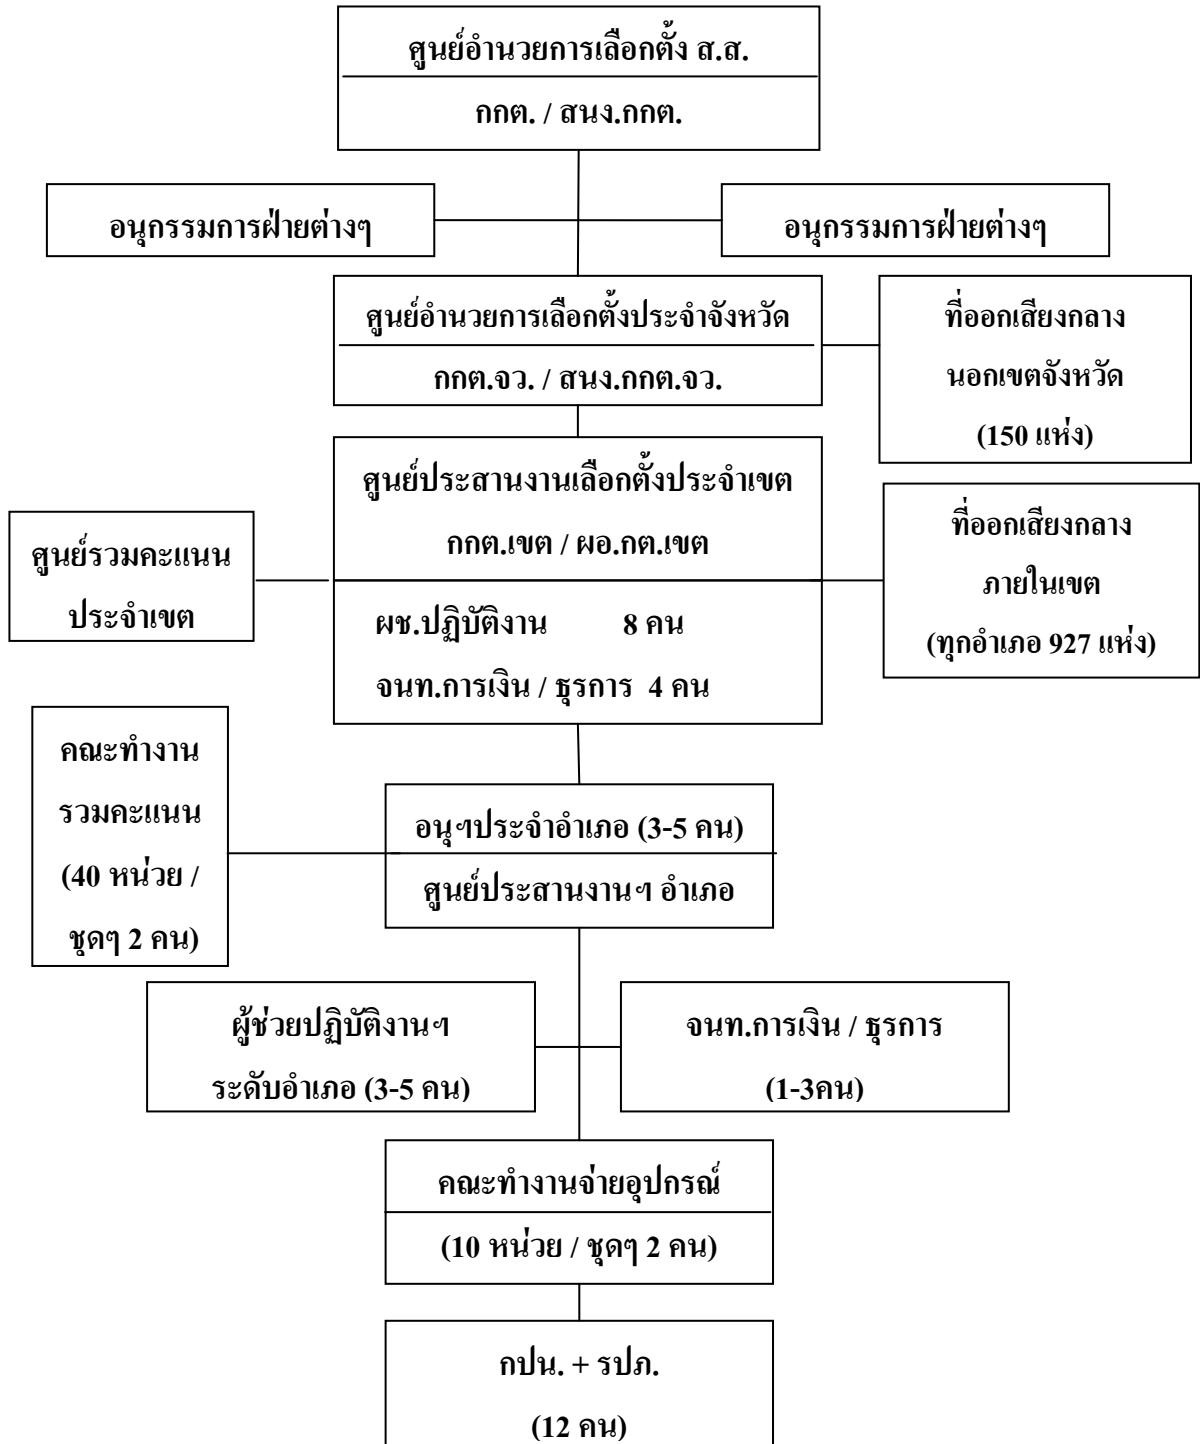 ศูนย์อำนวยการเลือกตั้ง ส.ส.
กกต. / สนง.กกต.
อนุกรรมการฝ่ายต่างๆ
อนุกรรมการฝ่ายต่างๆ
ศูนย์อำนวยการเลือกตั้งประจำจังหวัด
กกต.จว. / สนง.กกต.จว.
ที่ออกเสียงกลาง
นอกเขตจังหวัด
(150 แห่ง)
ศูนย์ประสานงานเลือกตั้งประจำเขต
กกต.เขต / ผอ.กต.เขต
ผช.ปฏิบัติงาน 8 คน
จนท.การเงิน / ธุรการ 4 คน
ศูนย์รวมคะแนน
ประจำเขต
ที่ออกเสียงกลาง
ภายในเขต
(ทุกอำเภอ 927 แห่ง)
คณะทำงาน
รวมคะแนน
(40 หน่วย /
ชุดๆ 2 คน)
อนุฯประจำอำเภอ (3-5 คน)
ศูนย์ประสานงานฯ อำเภอ
ผู้ช่วยปฏิบัติงานฯ
ระดับอำเภอ (3-5 คน)
จนท.การเงิน / ธุรการ
(1-3คน)
คณะทำงานจ่ายอุปกรณ์
(10 หน่วย / ชุดๆ 2 คน)
กปน. + รปภ.
(12 คน)